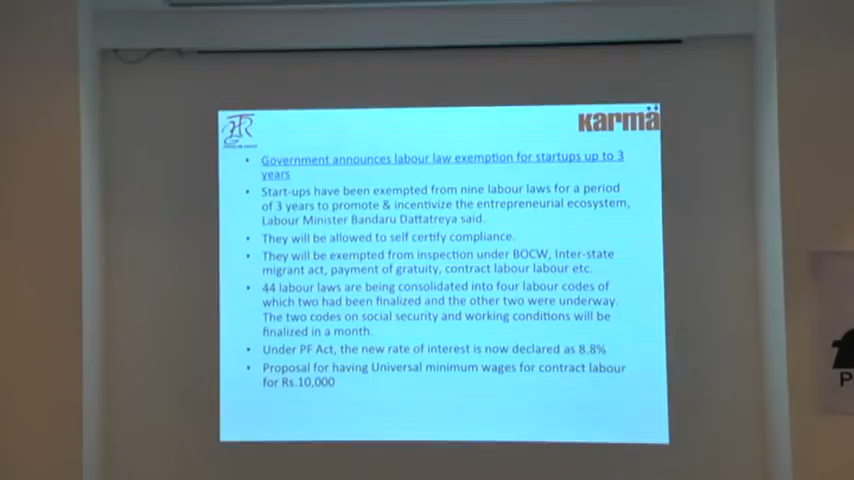 karmä
• Government announces labour law exemption for startups up to 3
years
• Start-ups have been exempted from nine labour laws for a period
of 3 years to promote & incentivize the entrepreneurial ecosystem,
Labour Minister Bandaru Dattatreya said.
• They will be allowed to self certify compliance.
• They will be exempted from inspection under BOCW, Inter-state
migrant act, payment of gratuity, contract labour labour etc.
• 44 labour laws are being consolidated into four labour codes of
which two had been finalized and the other two were underway.
The two codes on social security and working conditions will be
finalized in a month.
• Under PF Act, the new rate of interest is now declared as 8.8%
• Proposal for having Universal minimum wages for contract labour
for Rs.10,000
P